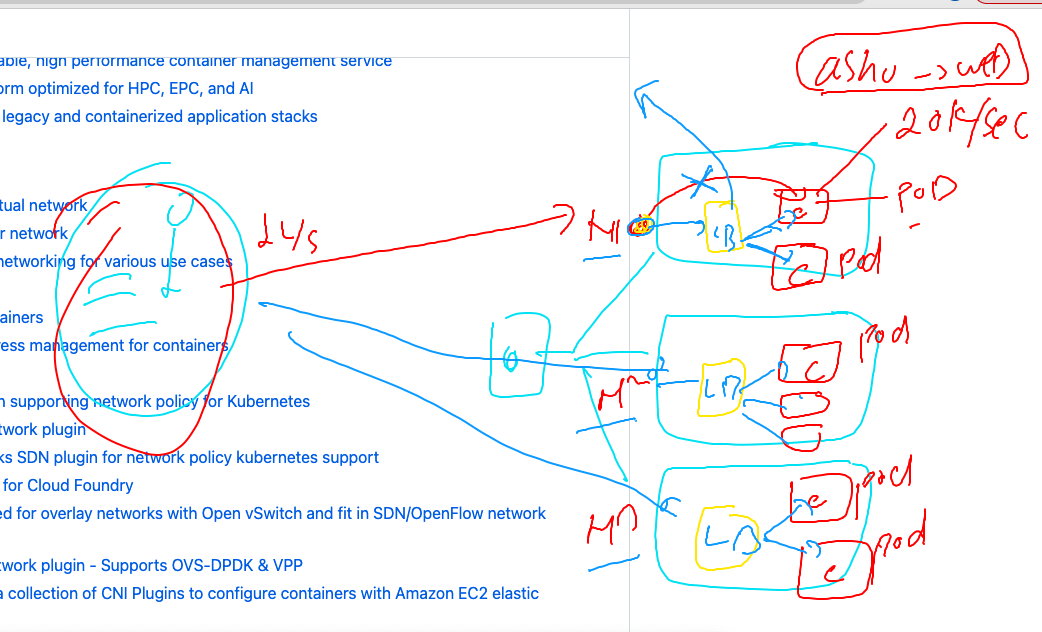 able, high performance container management service
orm optimized for HPC, EPC, and AI
legacy and containerized application stacks
tual network
r network
networking for various use cases
ainers
ress management for containers
n supporting network policy for Kubernetes
twork plugin
ks SDN plugin for network policy kubernetes support
for Cloud Foundry
ed for overlay networks with Open vSwitch and fit in SDN/OpenFlow network
twork plugin - Supports OVS-DPDK & VPP
a collection of CNI Plugins to configure containers with Amazon EC2 elastic
ashu -> web
20K/sec
M1
LB
C
POD
C
pod
LB
C
pod
LB
C
pod
C
pod